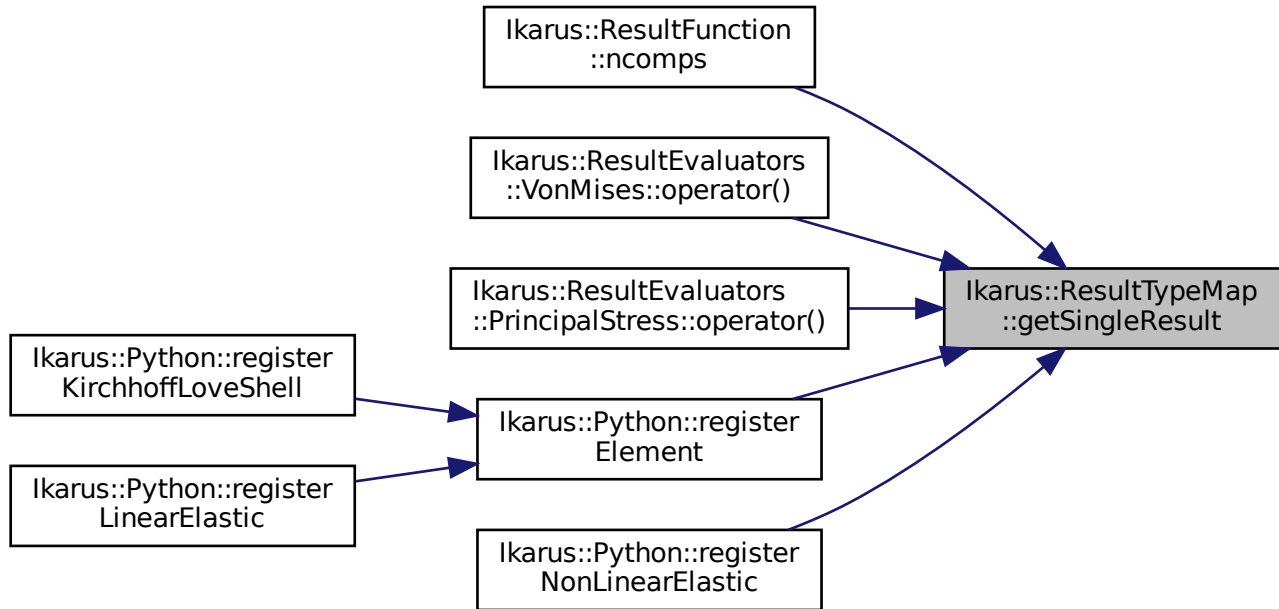 Ikarus::ResultFunction
::ncomps
Ikarus::ResultEvaluators
::VonMises::operator()
Ikarus::ResultEvaluators
::PrincipalStress::operator()
Ikarus::ResultTypeMap
::getSingleResult
Ikarus::Python::register
KirchhoffLoveShell
Ikarus::Python::register
Element
Ikarus::Python::register
LinearElastic
Ikarus::Python::register
NonLinearElastic